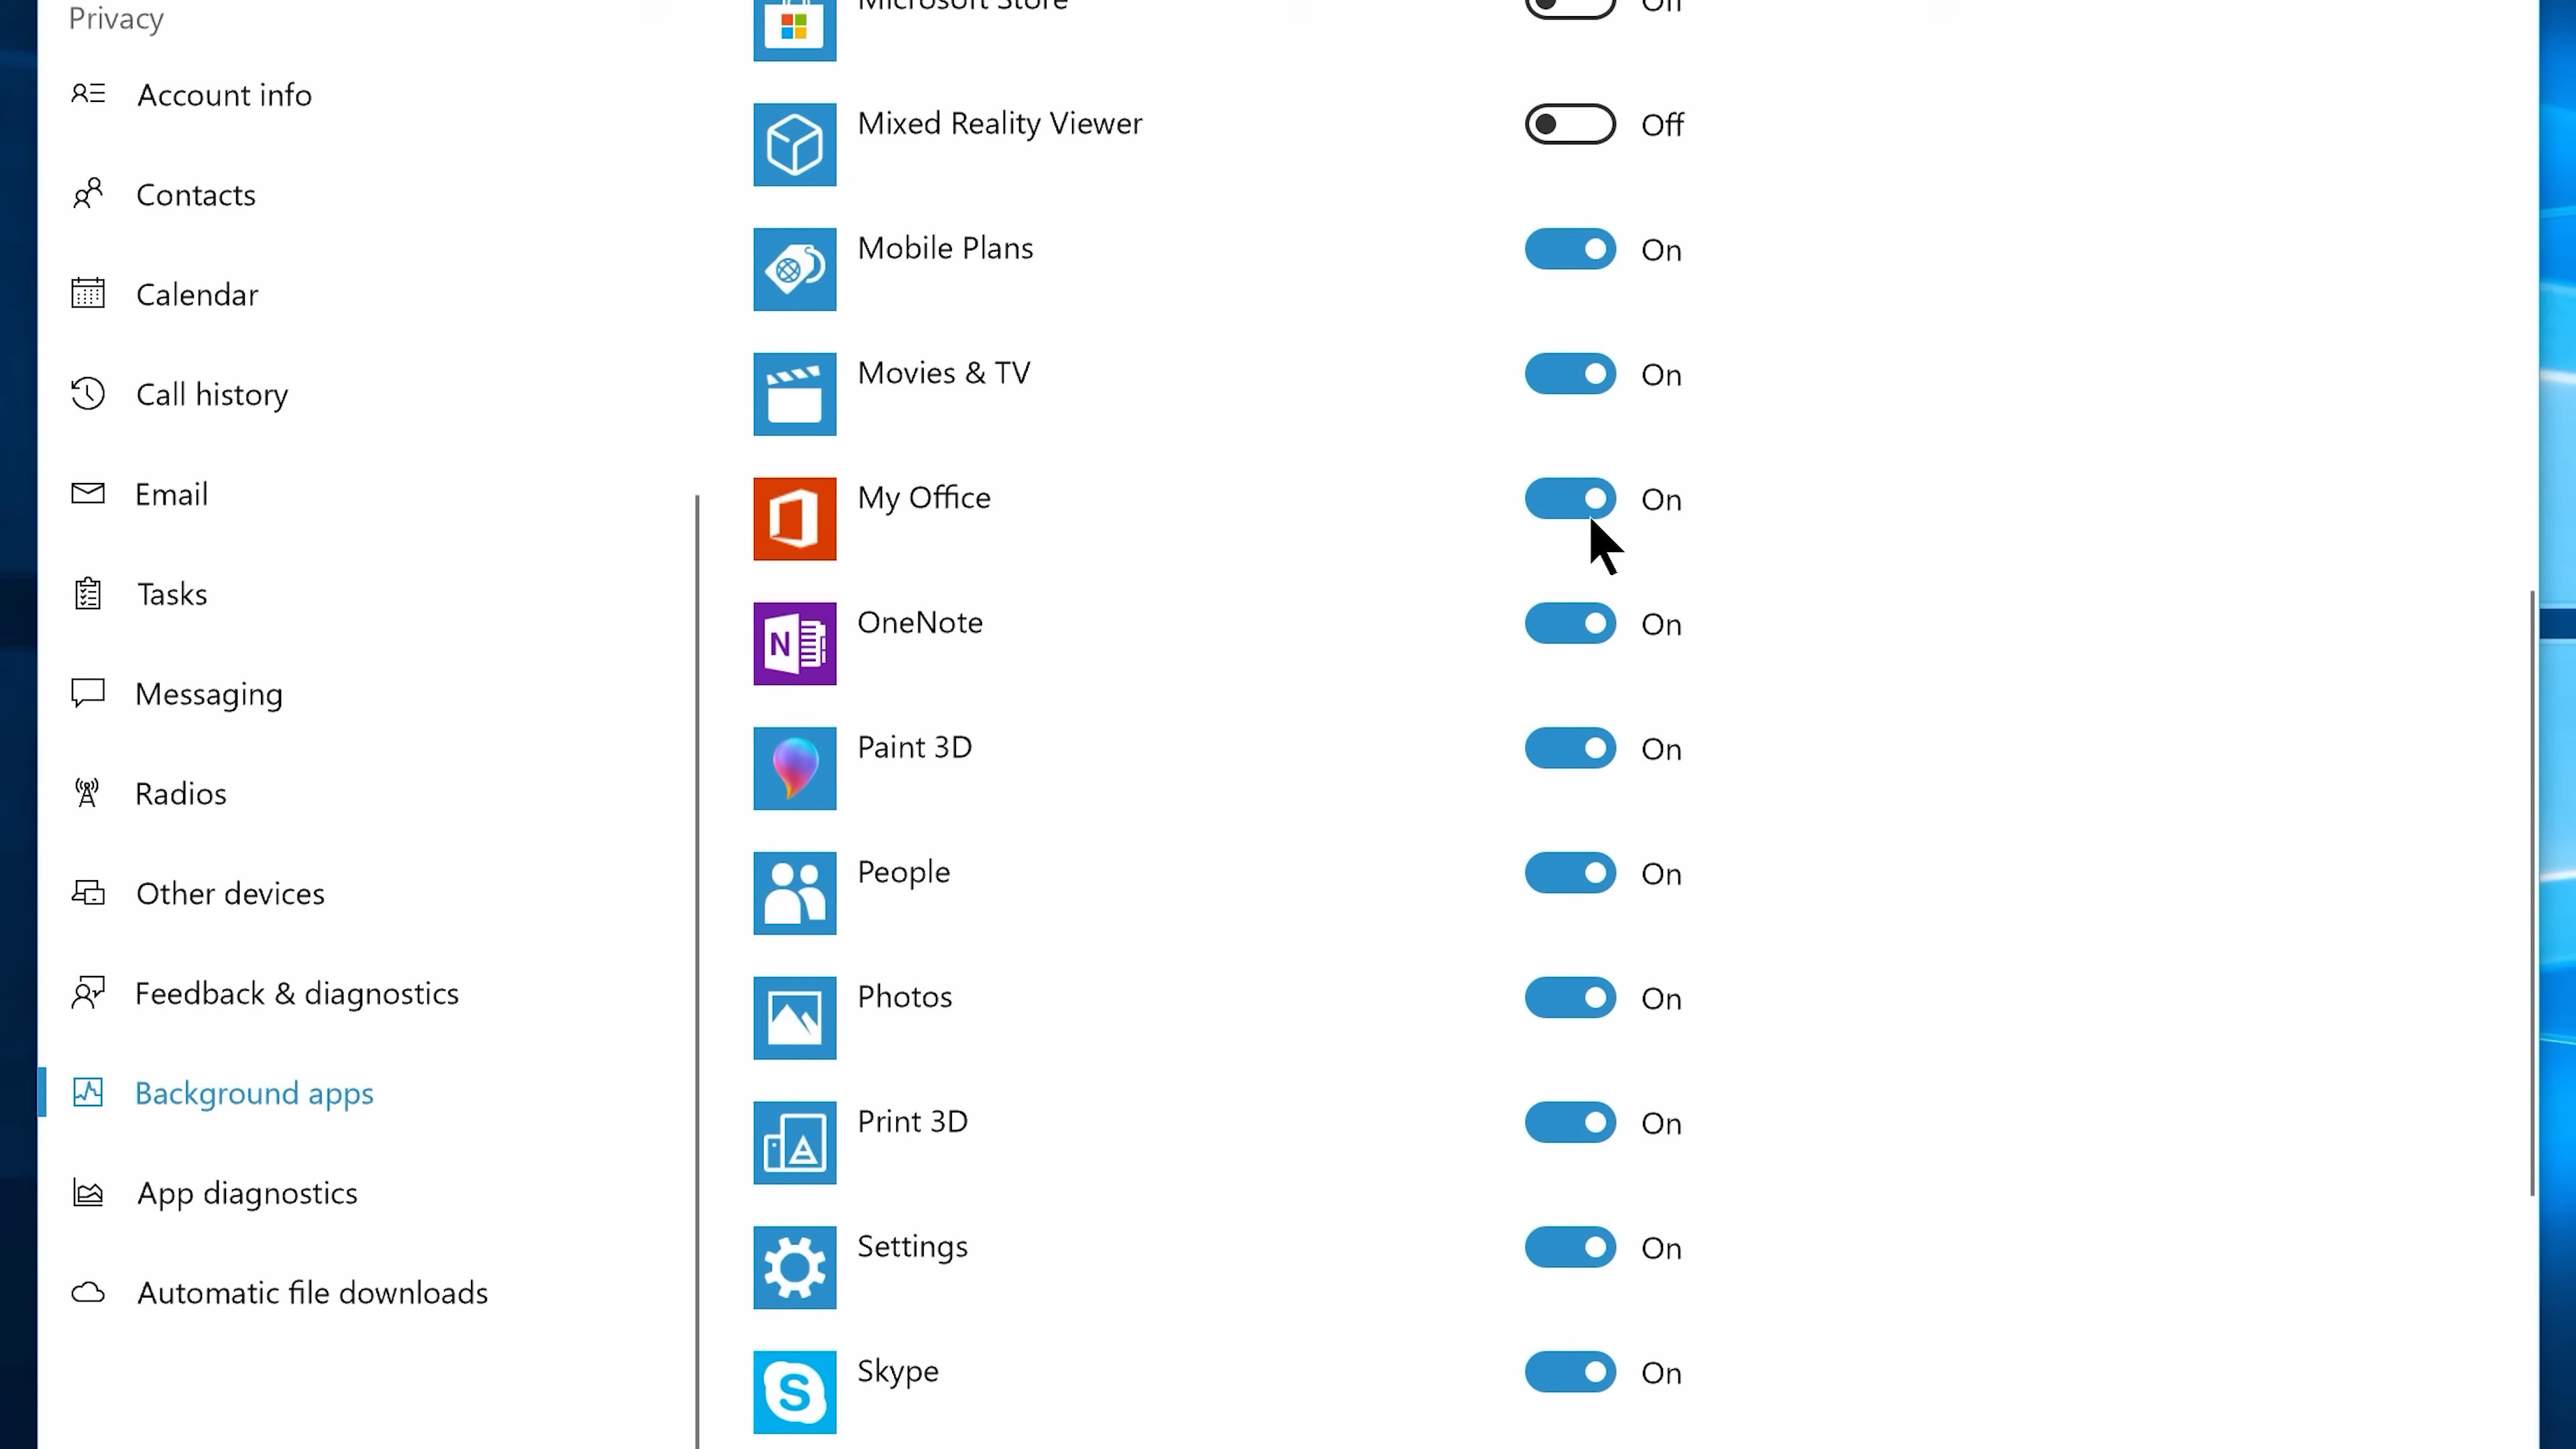 Privacy
Account info
Contacts
Calendar
Call history
Email
Tasks
Messaging
Radios
Other devices
Feedback & diagnostics
Background apps
App diagnostics
Automatic file downloads
Microsoft Store Off
Mixed Reality Viewer Off
Mobile Plans On
Movies & TV On
My Office On
N OneNote On
Paint 3D On
People On
Photos On
Print 3D On
Settings On
S Skype On